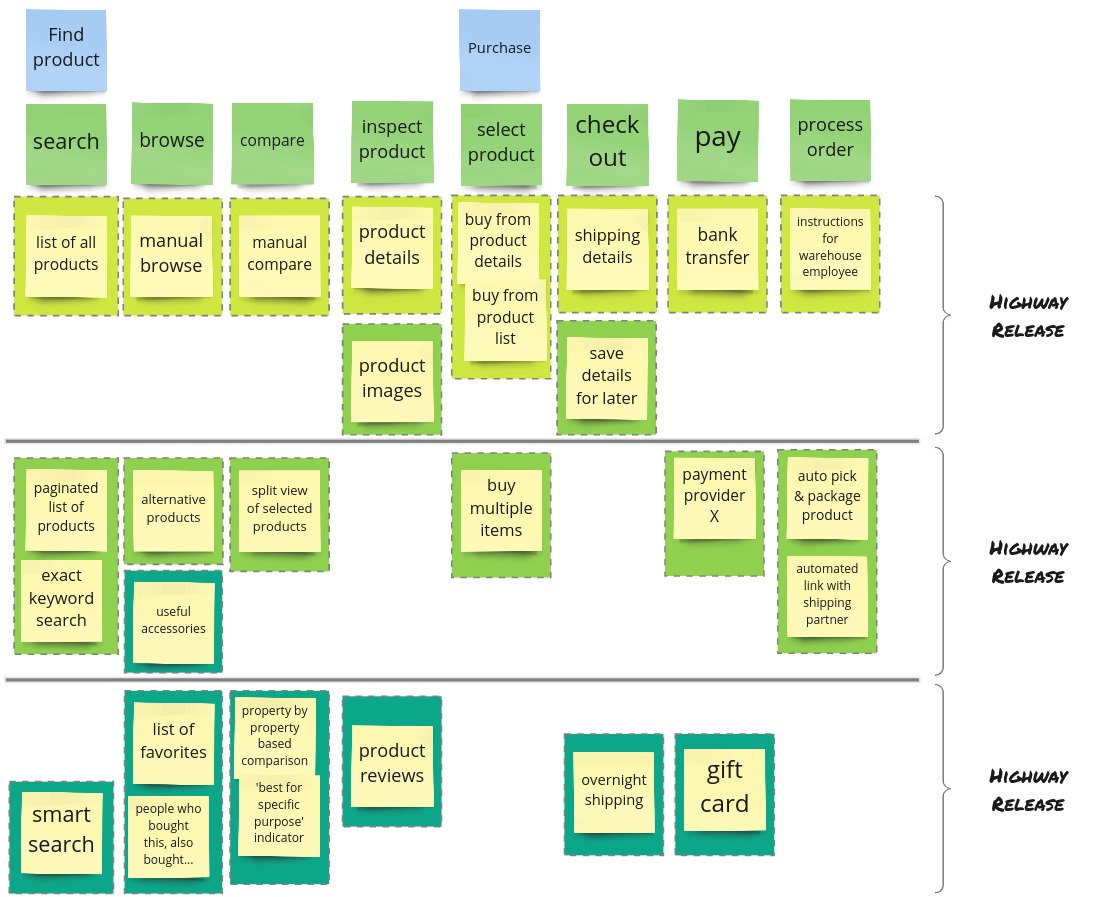 Find
product
Purchase
search
browse
compare
inspect
product
select
product
check
out
pay
process
order
list of all
products
manual
browse
manual
compare
product
details
buy from
product
details
buy from
product
list
shipping
details
bank
transfer
instructions
for
warehouse
employee
product
images
save
details
for later
Highway
Release
paginated
list of
products
exact
keyword
search
alternative
products
useful
accessories
split view
of selected
products
buy
multiple
items
payment
provider
X
auto pick
& package
product
automated
link with
shipping
partner
Highway
Release
smart
search
list of
favorites
people who
bought
this, also
bought...
property by
property
based
comparison
'best for
specific
purpose'
indicator
product
reviews
overnight
shipping
gift
card
Highway
Release